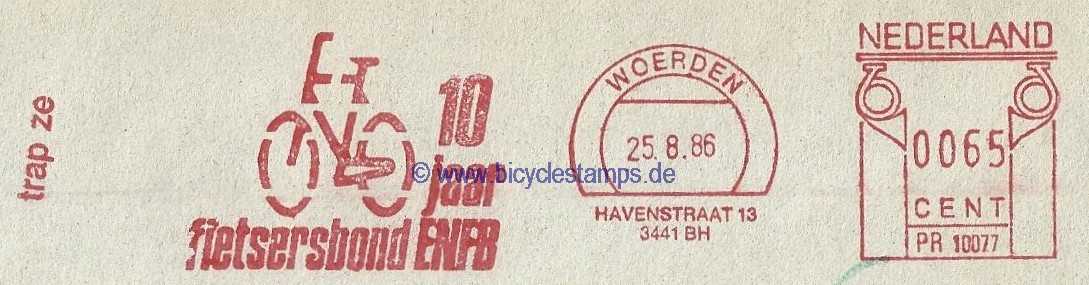 trap ze
10
jaar
fietsersbond ENFB
© www.bicyclestamps.de
WOERDEN
25.8.86
HAVENSTRAAT 13
3441 BH
NEDERLAND
0065
CENT
PR 10077